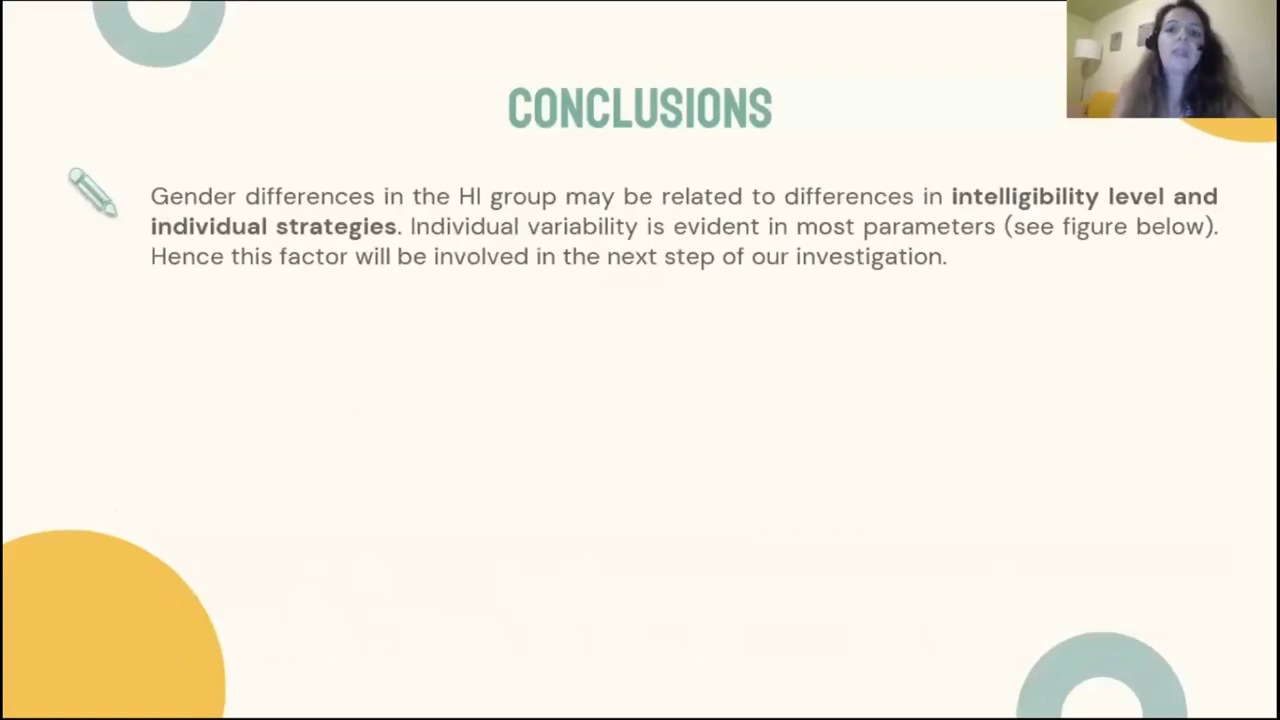 CONCLUSIONS
Gender differences in the HI group may be related to differences in intelligibility level and
individual strategies. Individual variability is evident in most parameters (see figure below).
Hence this factor will be involved in the next step of our investigation.